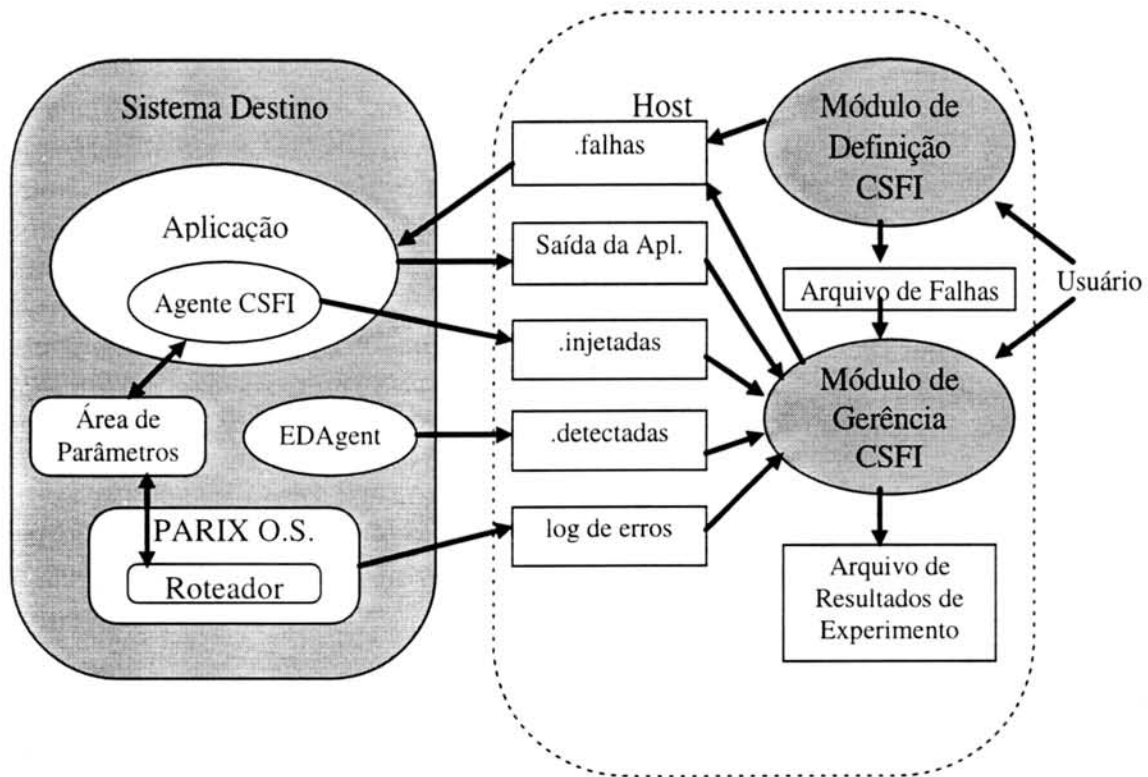 Sistema Destino
Aplicação
Agente CSFI
Área de
Parâmetros
EDAgent
PARIX O.S.
Roteador
Host
.falhas
Saída da Apl.
.injetadas
.detectadas
log de erros
Módulo de
Definição
CSFI
Arquivo de Falhas
Usuário
Módulo de
Gerência
CSFI
Arquivo de
Resultados de
Experimento